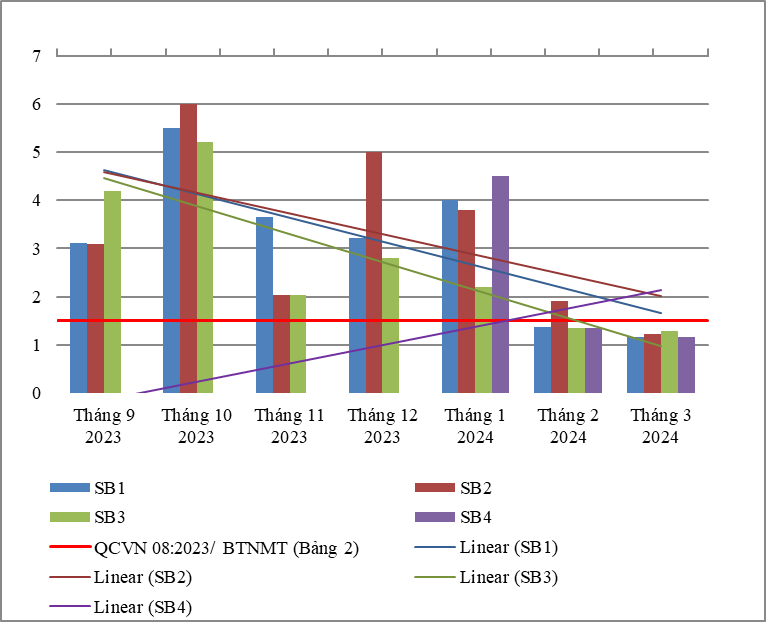 7
6
5
4
3
2
1
0
Tháng 9 Tháng 10 Tháng 11 Tháng 12 Tháng 1 Tháng 2 Tháng 3
2023 2023 2023 2023 2024 2024 2024
SB1 SB2
SB3 SB4
QCVN 08:2023/ BTNMT (Bảng 2) Linear (SB1)
Linear (SB2) Linear (SB3)
Linear (SB4)